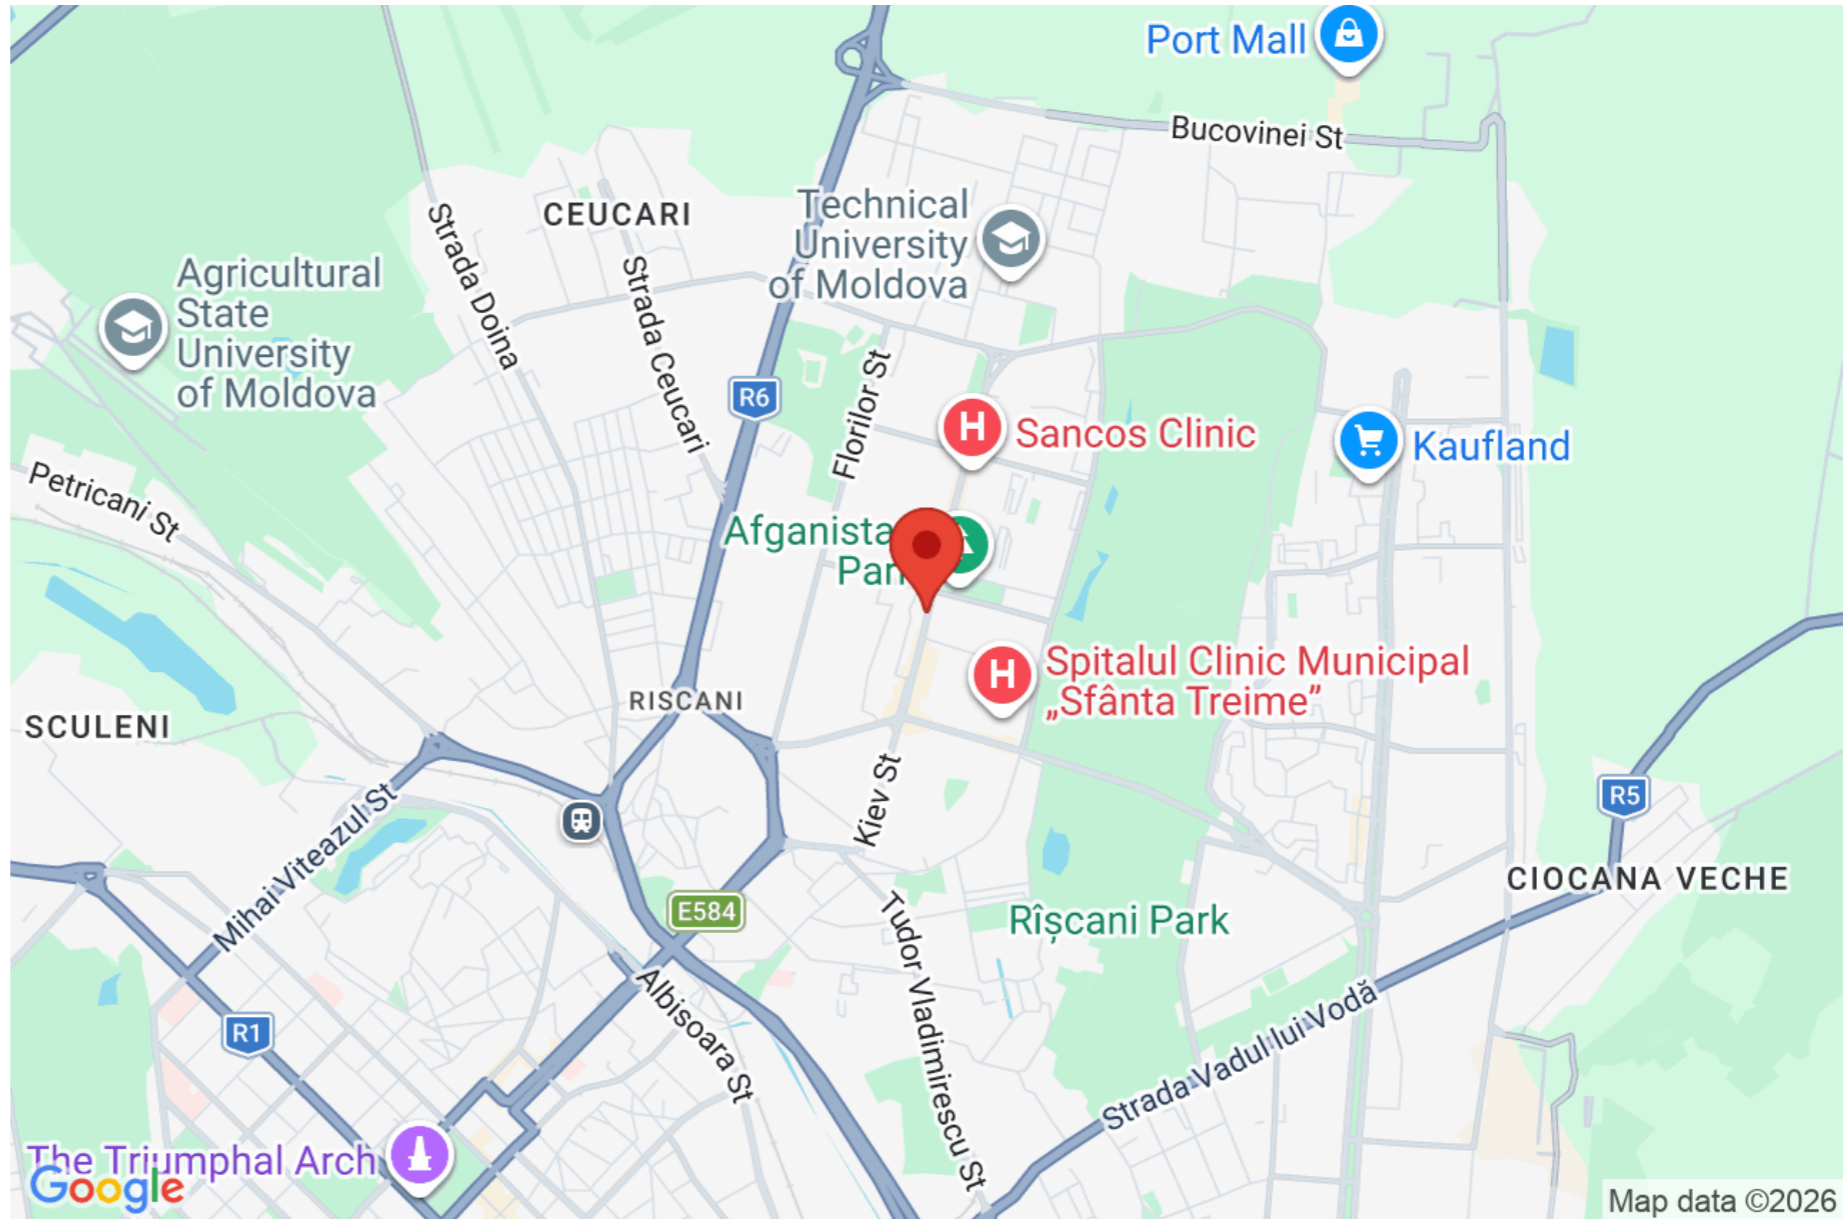 Port Mall
Bucovinei St
Technical
University
of Moldova
CEUCARI
Strada Doina
Strada Ceucari
Agricultural
State
University
of Moldova
R6
Florilor St
Sancos Clinic
Kaufland
Petricani St
Afganista
Par
Spitalul Clinic Municipal
„Sfânta Treime”
RISCANI
SCULENI
Kiev St
R5
Mihai Viteazul St
CIOCANA VECHE
E584
Rîșcani Park
Tudor Vladimirescu St
Albisoara St
R1
Strada Vadul lui Vodă
The Triumphal Arch
Google
Map data ©2026